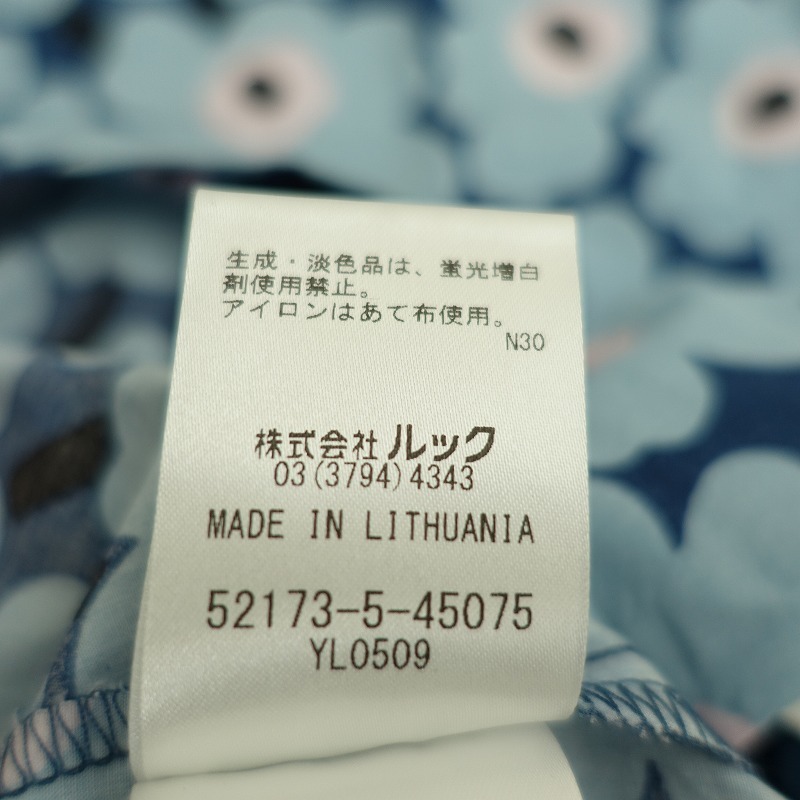 生成・淡色品は、蛍光増白
剤使用禁止。
アイロンはあて布使用。
N30
株式会社 ルック
03(3794)4343
MADE IN LITHUANIA
52173-5-45075
YL0509